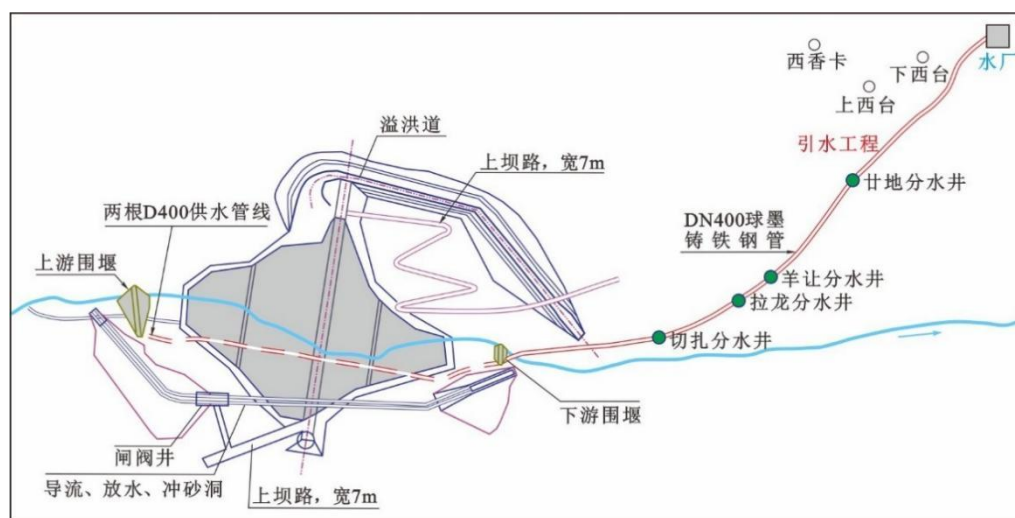 西香卡
下西台
水厂
上西台
溢洪道
引水工程
上坝路，宽7m
廿地分水井
两根D400供水管线
DN400球墨
铸铁钢管
上游围堰
羊让分水井
拉龙分水井
切扎分水井
下游围堰
闸阀井
导流、放水、冲砂洞
上坝路，宽7m